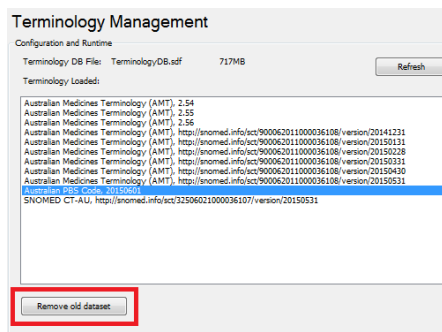 Terminology Management
Configuration and Runtime
Terminology DB File: TerminologyDB.sdf 717MB
Refresh
Terminology Loaded:
Australian Medicines Terminology (AMT), 2.54
Australian Medicines Terminology (AMT), 2.55
Australian Medicines Terminology (AMT), 2.56
Australian Medicines Terminology (AMT), http://snomed.info/sct/900062011000036108/version/20141231
Australian Medicines Terminology (AMT), http://snomed.info/sct/900062011000036108/version/20150131
Australian Medicines Terminology (AMT), http://snomed.info/sct/900062011000036108/version/20150228
Australian Medicines Terminology (AMT), http://snomed.info/sct/900062011000036108/version/20150331
Australian Medicines Terminology (AMT), http://snomed.info/sct/900062011000036108/version/20150430
Australian Medicines Terminology (AMT), http://snomed.info/sct/900062011000036108/version/20150531
Australian PBS Code, 20150601
SNOMED CT-AU, http://snomed.info/sct/32506021000036107/version/20150531
Remove old dataset